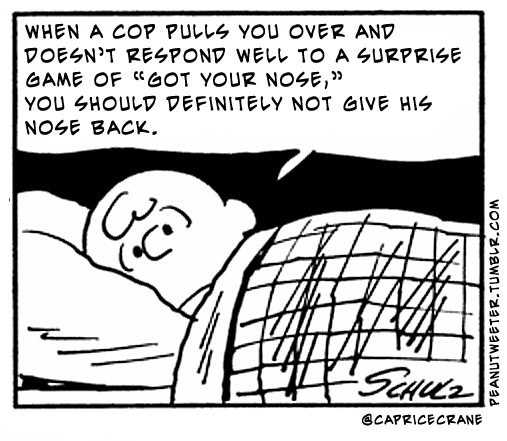 WHEN A COP PULLS YOU OVER AND
DOESN'T RESPOND WELL TO A SURPRISE
GAME OF "GOT YOUR NOSE,"
YOU SHOULD DEFINITELY NOT GIVE HIS
NOSE BACK.
SCHULZ
PEANUTWEETER.TUMBLR.COM
@CAPRICECRANE